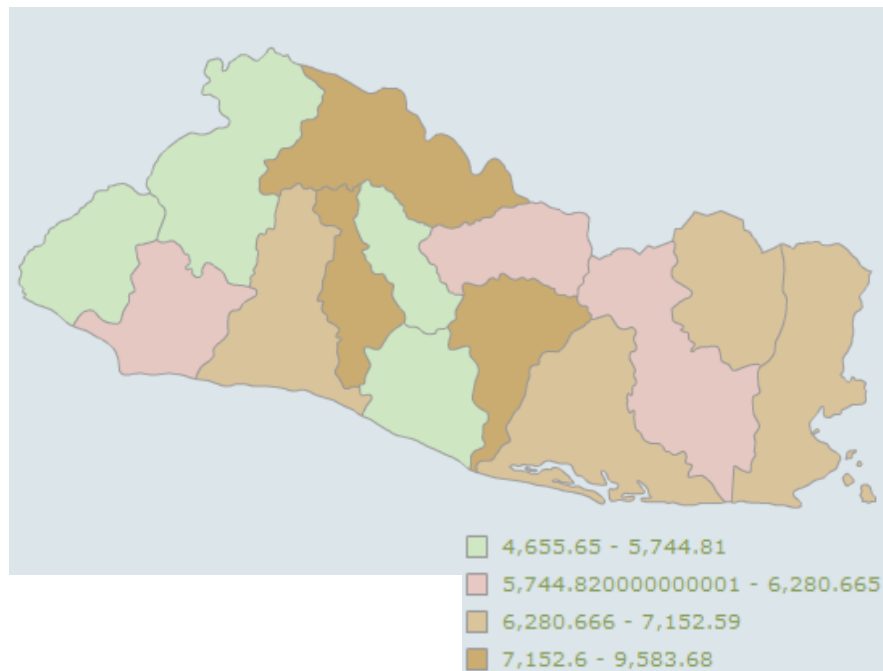 4,655.65 - 5,744.81
5,744.820000000001 - 6,280.665
6,280.666 - 7,152.59
7,152.6 - 9,583.68